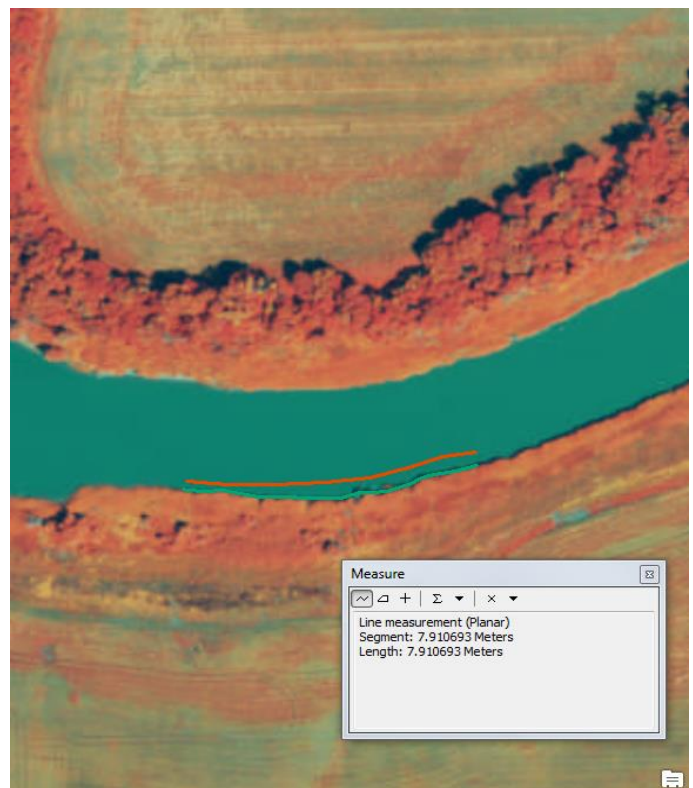 Measure
Line measurement (Planar)
Segment: 7.910693 Meters
Length: 7.910693 Meters